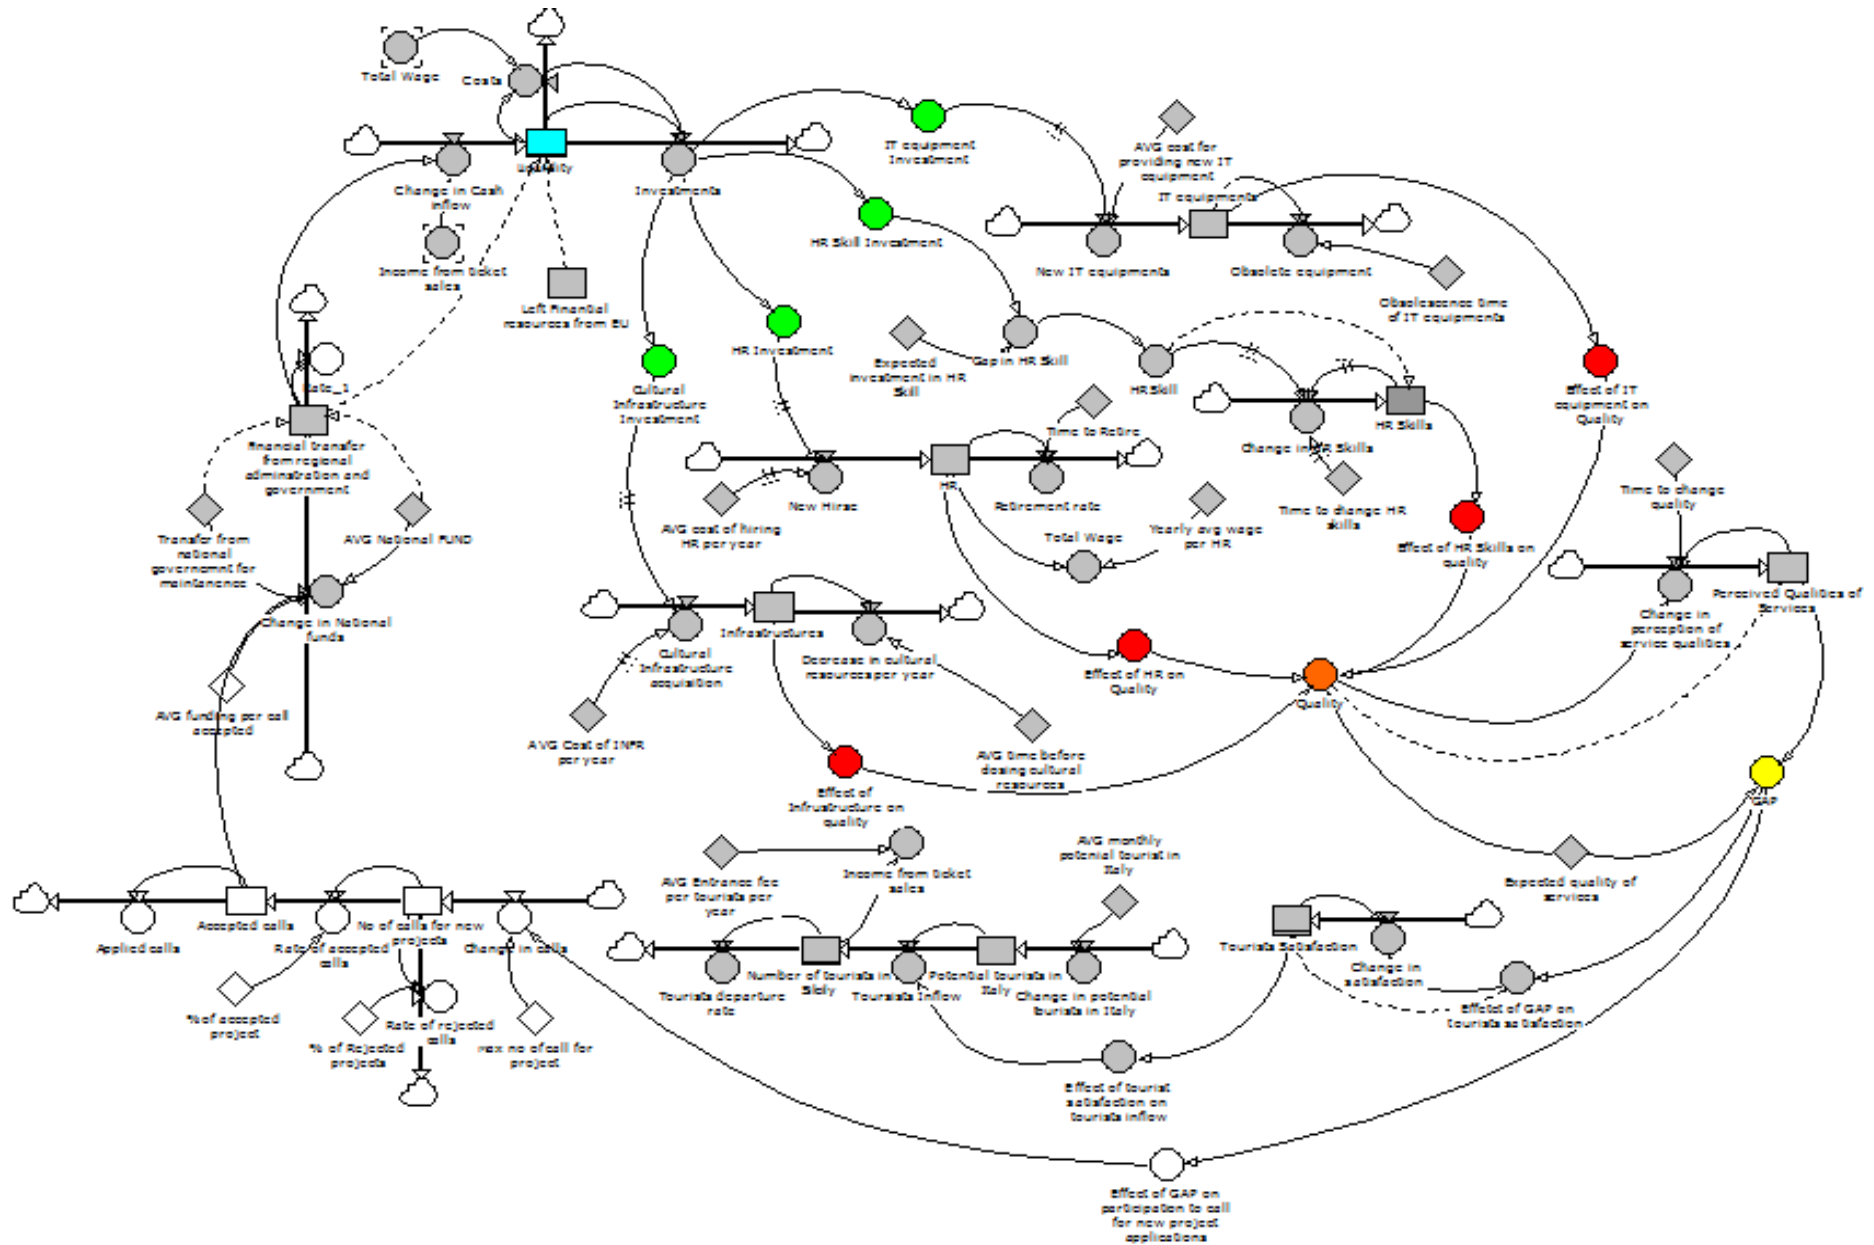 Total Wage
Costs
Liquidity
Change in Cash
inflow
Investments
IT equipment
Investment
AVG cost for
providing new IT
equipment
IT equipments
HR Skill Investment
New IT equipments
Obsolete equipment
Income from ticket
sales
Left Financial
resources from EU
Obsolescence time
of IT equipments
HR Investment
Expected
investment in HR
Skill
Gap in HR Skill
HR Skill
Rate_1
Cultural
Infrastructure
Investment
Effect of IT
equipment on
Quality
Time to Retire
Change in HR Skills
HR Skills
Financial transfer
from regional
adminstration and
government
HR
New Hirse
Retirement rate
Time to change HR
skills
Time to change
quality
AVG cost of hiring
HR per year
Total Wage
Yearly avg wage
per HR
Effect of HR Skills on
quality
Transfer from
national
governemnt for
maintanence
AVG National FUND
Perceived Qualities of
Services
Change in
perception of
service qualities
Change in National
funds
Infrastructures
Cultural
Infrastructure
acquisition
Decrease in cultural
resources per year
Effect of HR on
Quality
Quality
AVG funding per call
accepted
AVG Cost of INFR
per year
AVG time before
closing cultural
resources
Effect of
Infrustructure on
quality
GAP
AVG Entrance fee
per tourists per
year
Income from ticket
sales
AVG monthly
potenial tourist in
Italy
Expected quality of
services
Applied calls
Accepted calls
Rate of accepted
calls
No of calls for new
projects
Change in calls
Tourists departure
rate
Number of tourists in
Sicily
Toursists Inflow
Potential tourists in
Italy
Change in potential
tourists in Italy
Tourists Satisfaction
Change in
satisfaction
Effetct of GAP on
tourists satisfaction
% of accepted
project
% of Rejected
projects
Rate of rejected
calls
Max no of call for
project
Effect of tourist
satisfaction on
tourists inflow
Effect of GAP on
participation to call
for new project
applications